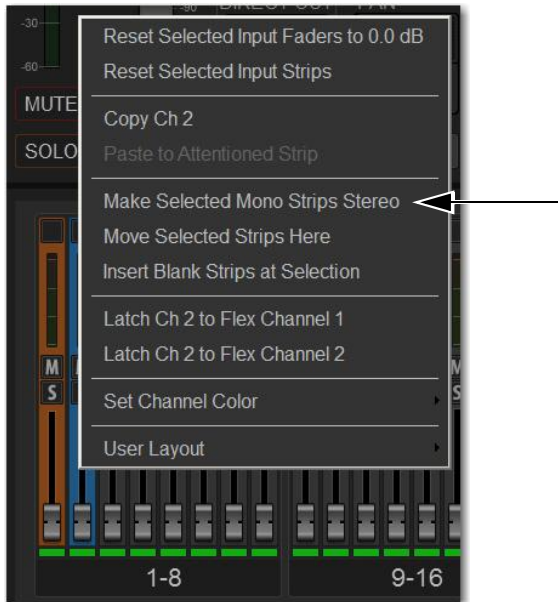 -30
-90 DIRECT OUT PAN
-60
MUTE
SOLO
Reset Selected Input Faders to 0.0 dB
Reset Selected Input Strips
Copy Ch 2
Paste to Attentioned Strip
Make Selected Mono Strips Stereo
Move Selected Strips Here
Insert Blank Strips at Selection
Latch Ch 2 to Flex Channel 1
Latch Ch 2 to Flex Channel 2
Set Channel Color
User Layout
M
S
1-8
9-16